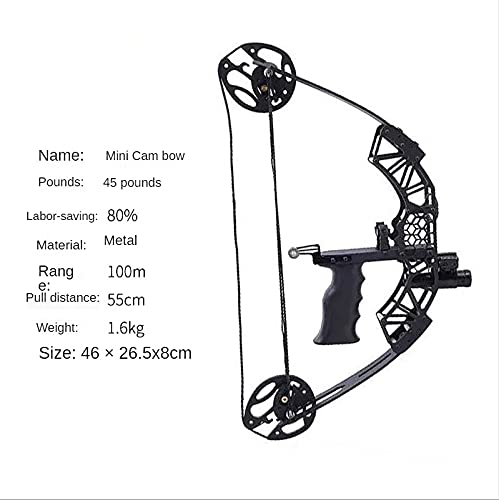 Name: Mini Cam bow
Pounds: 45 pounds
Labor-saving: 80%
Material: Metal
Rang
e: 100m
Pull distance: 55cm
Weight: 1.6kg
Size: 46 × 26.5x8cm